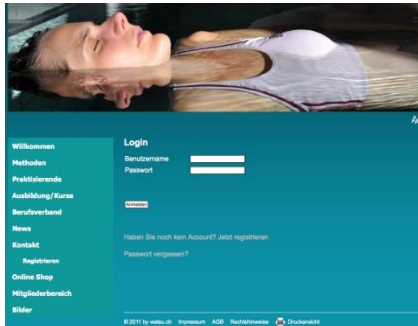 Login
Willkommen
Benutzername
Methoden
Passwort
Praktizierende
Ausbildung/Kurse
Anmelden
Berufsverband
News
Haben Sie noch kein Account? Jetzt registrieren
Kontakt
Passwort vergessen?
Registrieren
Online Shop
Mitgliederbereich
Bilder
© 2011 by watsu.ch Impressum AGB Rechtshinweise Druckansicht